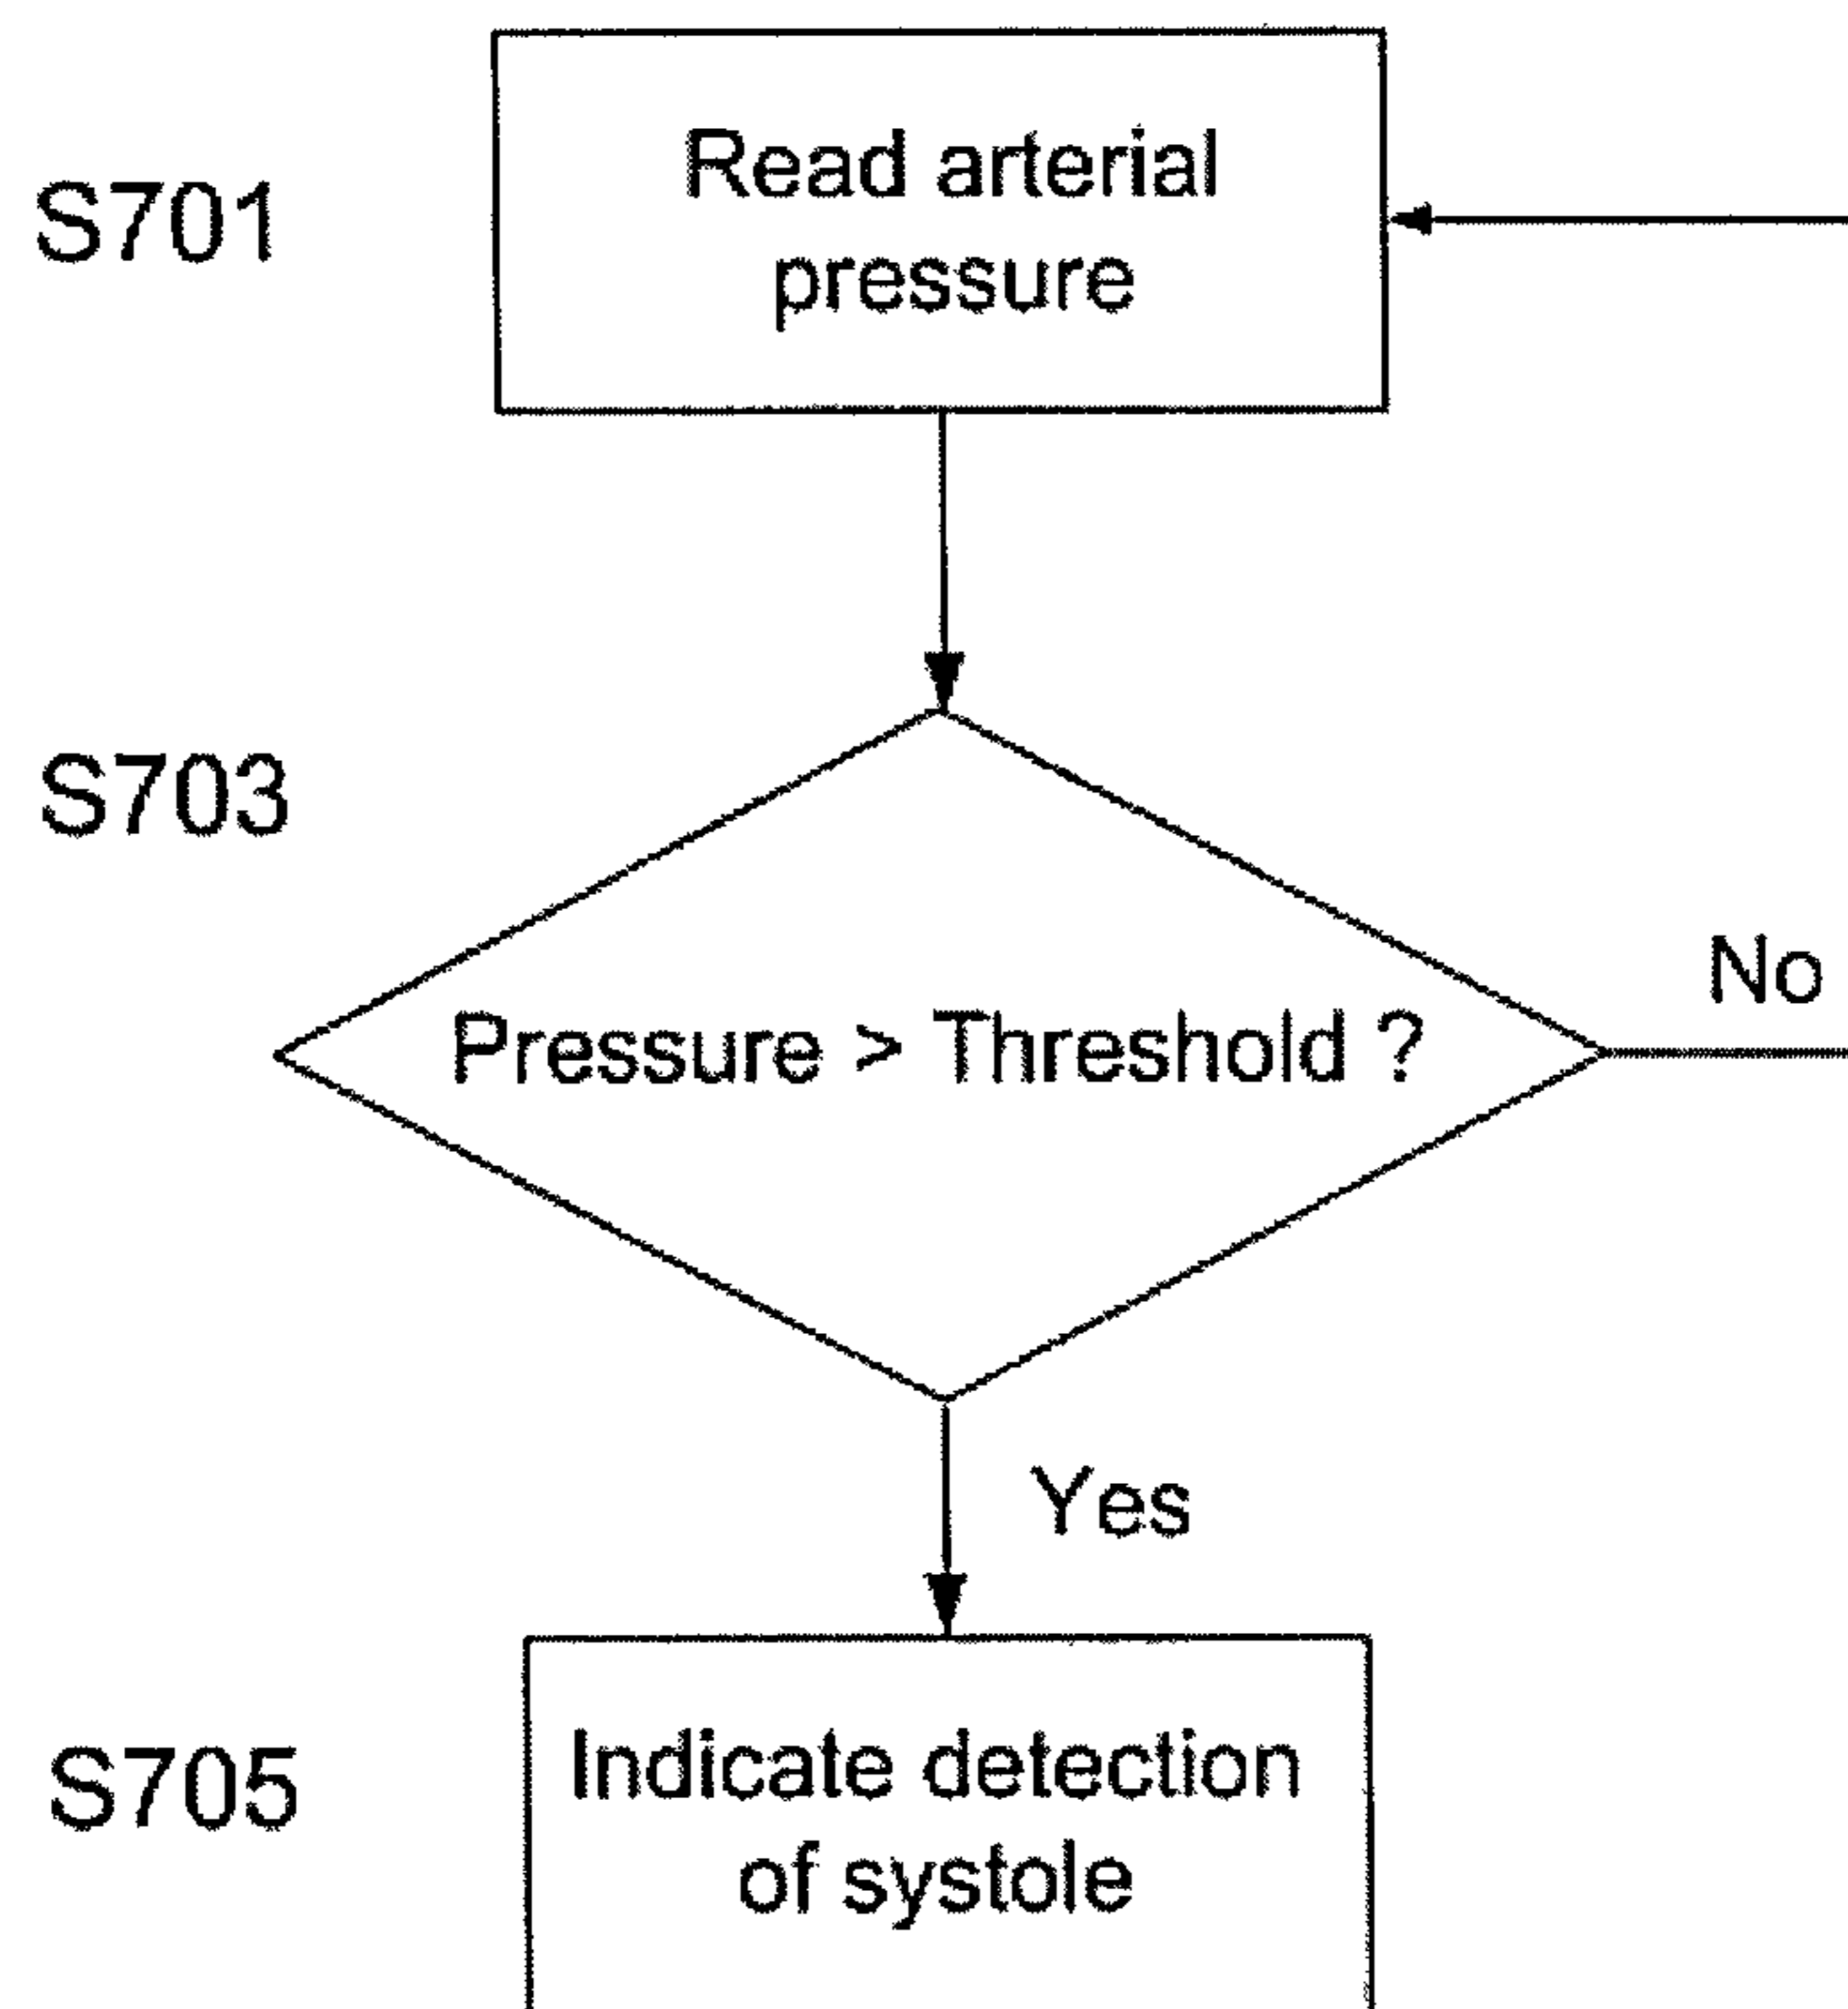 S701
Read arterial
pressure
S703
Pressure > Threshold ?
No
Yes
S705
Indicate detection
of systole